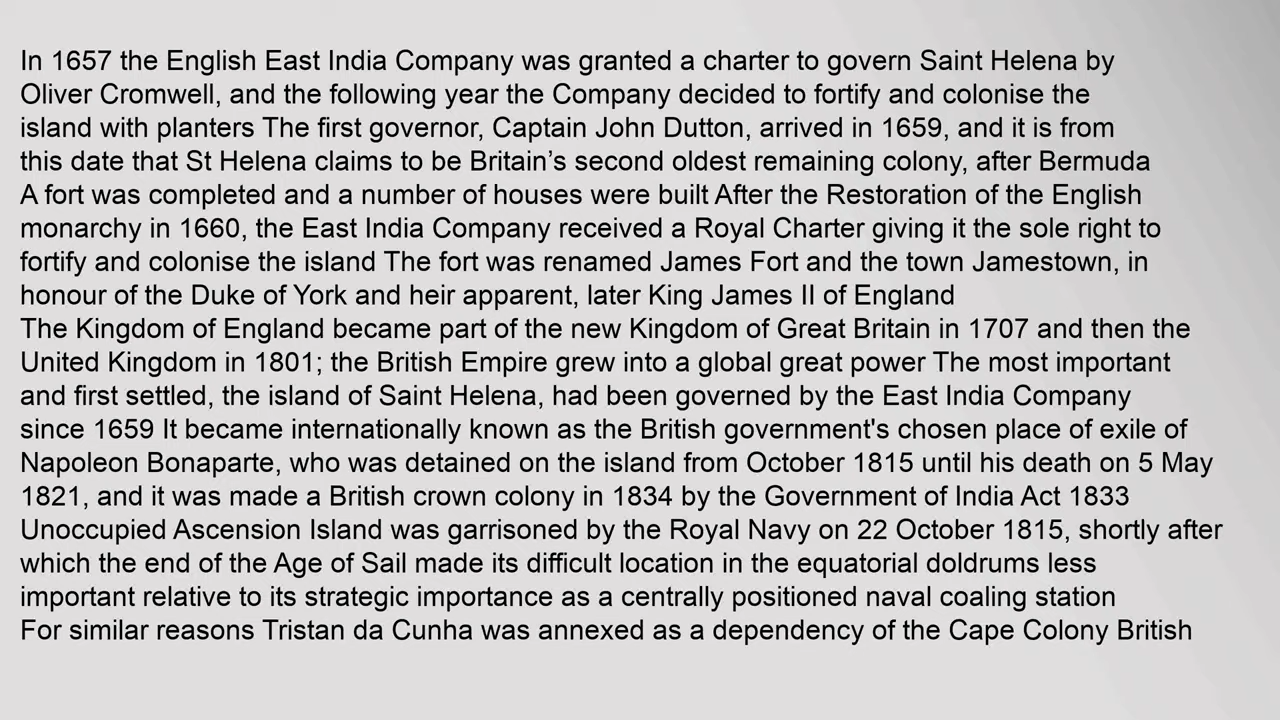 In 1657 the English East India Company was granted a charter to govern Saint Helena by
Oliver Cromwell, and the following year the Company decided to fortify and colonise the
island with planters The first governor, Captain John Dutton, arrived in 1659, and it is from
this date that St Helena claims to be Britain’s second oldest remaining colony, after Bermuda
A fort was completed and a number of houses were built After the Restoration of the English
monarchy in 1660, the East India Company received a Royal Charter giving it the sole right to
fortify and colonise the island The fort was renamed James Fort and the town Jamestown, in
honour of the Duke of York and heir apparent, later King James II of England
The Kingdom of England became part of the new Kingdom of Great Britain in 1707 and then the
United Kingdom in 1801; the British Empire grew into a global great power The most important
and first settled, the island of Saint Helena, had been governed by the East India Company
since 1659 It became internationally known as the British government's chosen place of exile of
Napoleon Bonaparte, who was detained on the island from October 1815 until his death on 5 May
1821, and it was made a British crown colony in 1834 by the Government of India Act 1833
Unoccupied Ascension Island was garrisoned by the Royal Navy on 22 October 1815, shortly after
which the end of the Age of Sail made its difficult location in the equatorial doldrums less
important relative to its strategic importance as a centrally positioned naval coaling station
For similar reasons Tristan da Cunha was annexed as a dependency of the Cape Colony British